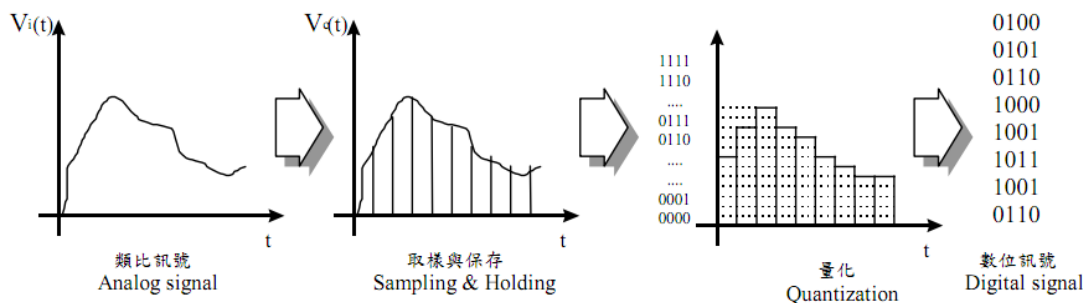 Vi(t)
t
類比訊號
Analog signal
Vc(t)
t
取樣與保存
Sampling & Holding
1111
1110
....
0111
0110
....
....
0001
0000
t
量化
Quantization
0100
0101
0110
1000
1001
1011
1001
0110
數位訊號
Digital signal